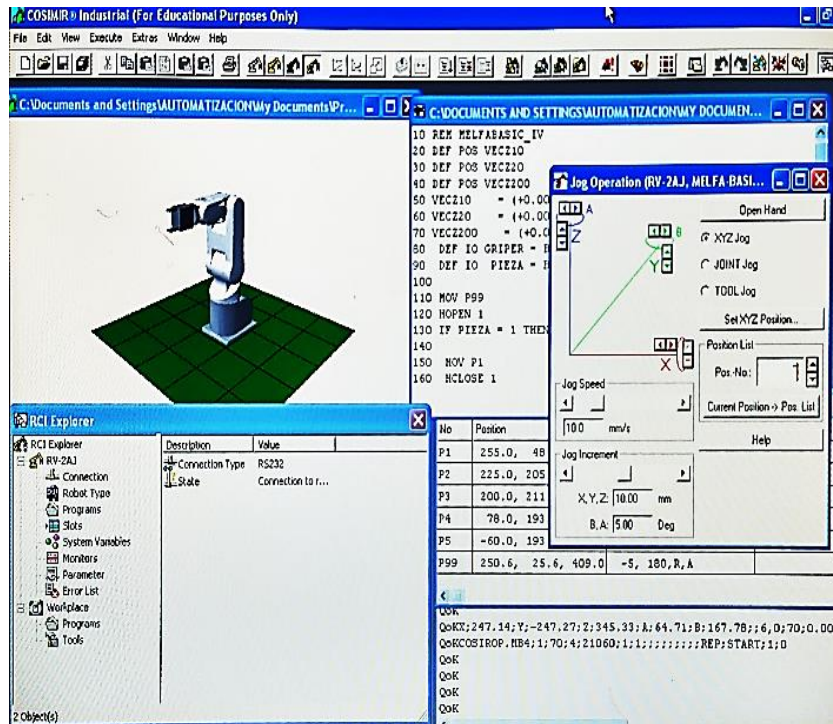 COSIMIR® Industrial (For Educational Purposes Only)
File Edit View Execute Extras Window Help
C:\Documents and Settings\AUTOMATIZACION\My Documents\Pr...
C:\DOCUMENTS AND SETTINGS\AUTOMATIZACION\MY DOCUMEN...
10 REM MELFABASIC_IV
20 DEF POS VECZ10
30 DEF POS VECZ20
40 DEF POS VECZ200
50 VECZ10 = (+0.00
60 VECZ20 = (+0.00
70 VECZ200 = (+0.0
80 DEF IO GRIPER = B
90 DEF IO PIEZA =
100
110 MOV P99
120 HOPEN 1
130 IF PIEZA = 1 THEN
140
150 MOV P1
160 HCLOSE 1
Jog Operation (RV-2AJ, MELFA-BASI...
A
Z
B
Y
X
Open Hand
XYZ Jog
JOINT Jog
TOOL Jog
Set XYZ Position...
Position List
Pos.-No.: 1
Current Position -> Pos. List
Help
Jog Speed
10.0 mm/s
Jog Increment
X,Y,Z: 10.00 mm
B,A: 5.00 Deg
No Position
P1 255.0, 48
P2 225.0, 205
P3 200.0, 211
P4 78.0, 193
P5 -60.0, 193
P99 250.6, 25.6, 409.0 -5, 180,R,A
RCI Explorer
RCI Explorer
RV-2AJ
Connection
Robot Type
Programs
Slots
System Variables
Monitors
Parameter
Error List
Workplace
Programs
Tools
Description Value
Connection Type RS232
State Connection to r...
2 Object(s)
QoK
QoKX;247.14;Y;-247.27;Z;345.33;A;64.71;B;167.78;;6,0;70;0.00
QoKCOSIROP.MB4;1;70;4;21060;1;1;;;;;;;;;REP;START;1;0
QoK
QoK
QoK
QoK